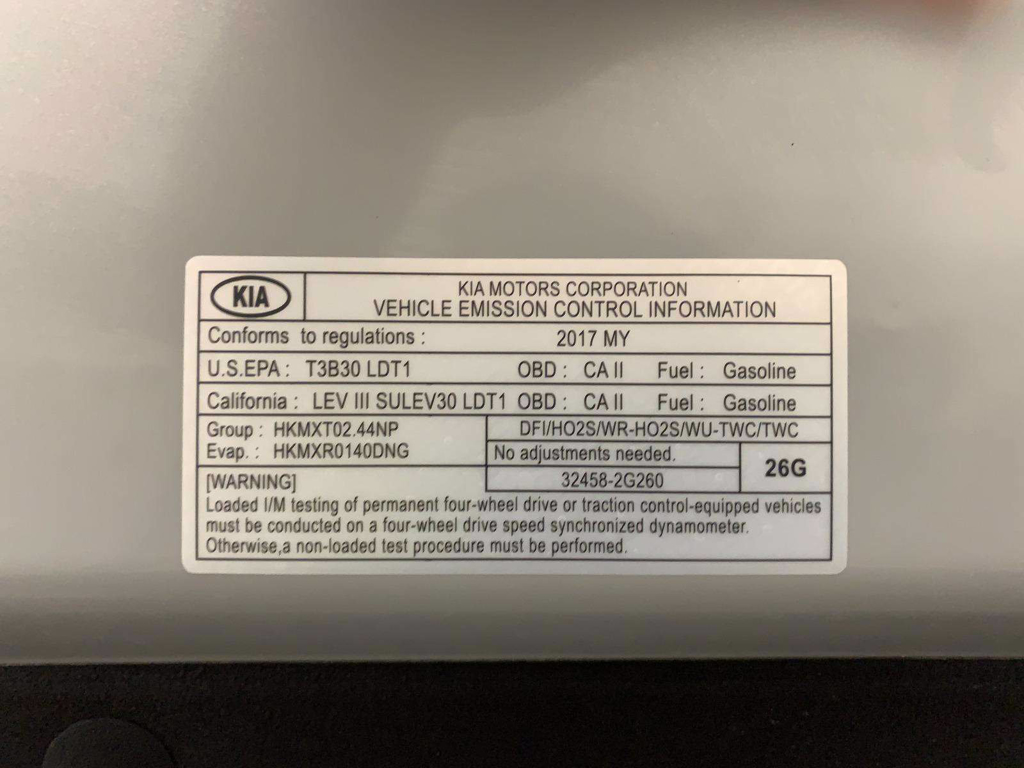 KIA
KIA MOTORS CORPORATION
VEHICLE EMISSION CONTROL INFORMATION
Conforms to regulations : 2017 MY
U.S.EPA : T3B30 LDT1 OBD : CA II Fuel : Gasoline
California : LEV III SULEV30 LDT1 OBD : CA II Fuel : Gasoline
Group : HKMXT02.44NP
Evap. : HKMXR0140DNG
DFI/HO2S/WR-HO2S/WU-TWC/TWC
No adjustments needed.
26G
32458-2G260
[WARNING]
Loaded I/M testing of permanent four-wheel drive or traction control-equipped vehicles
must be conducted on a four-wheel drive speed synchronized dynamometer.
Otherwise,a non-loaded test procedure must be performed.